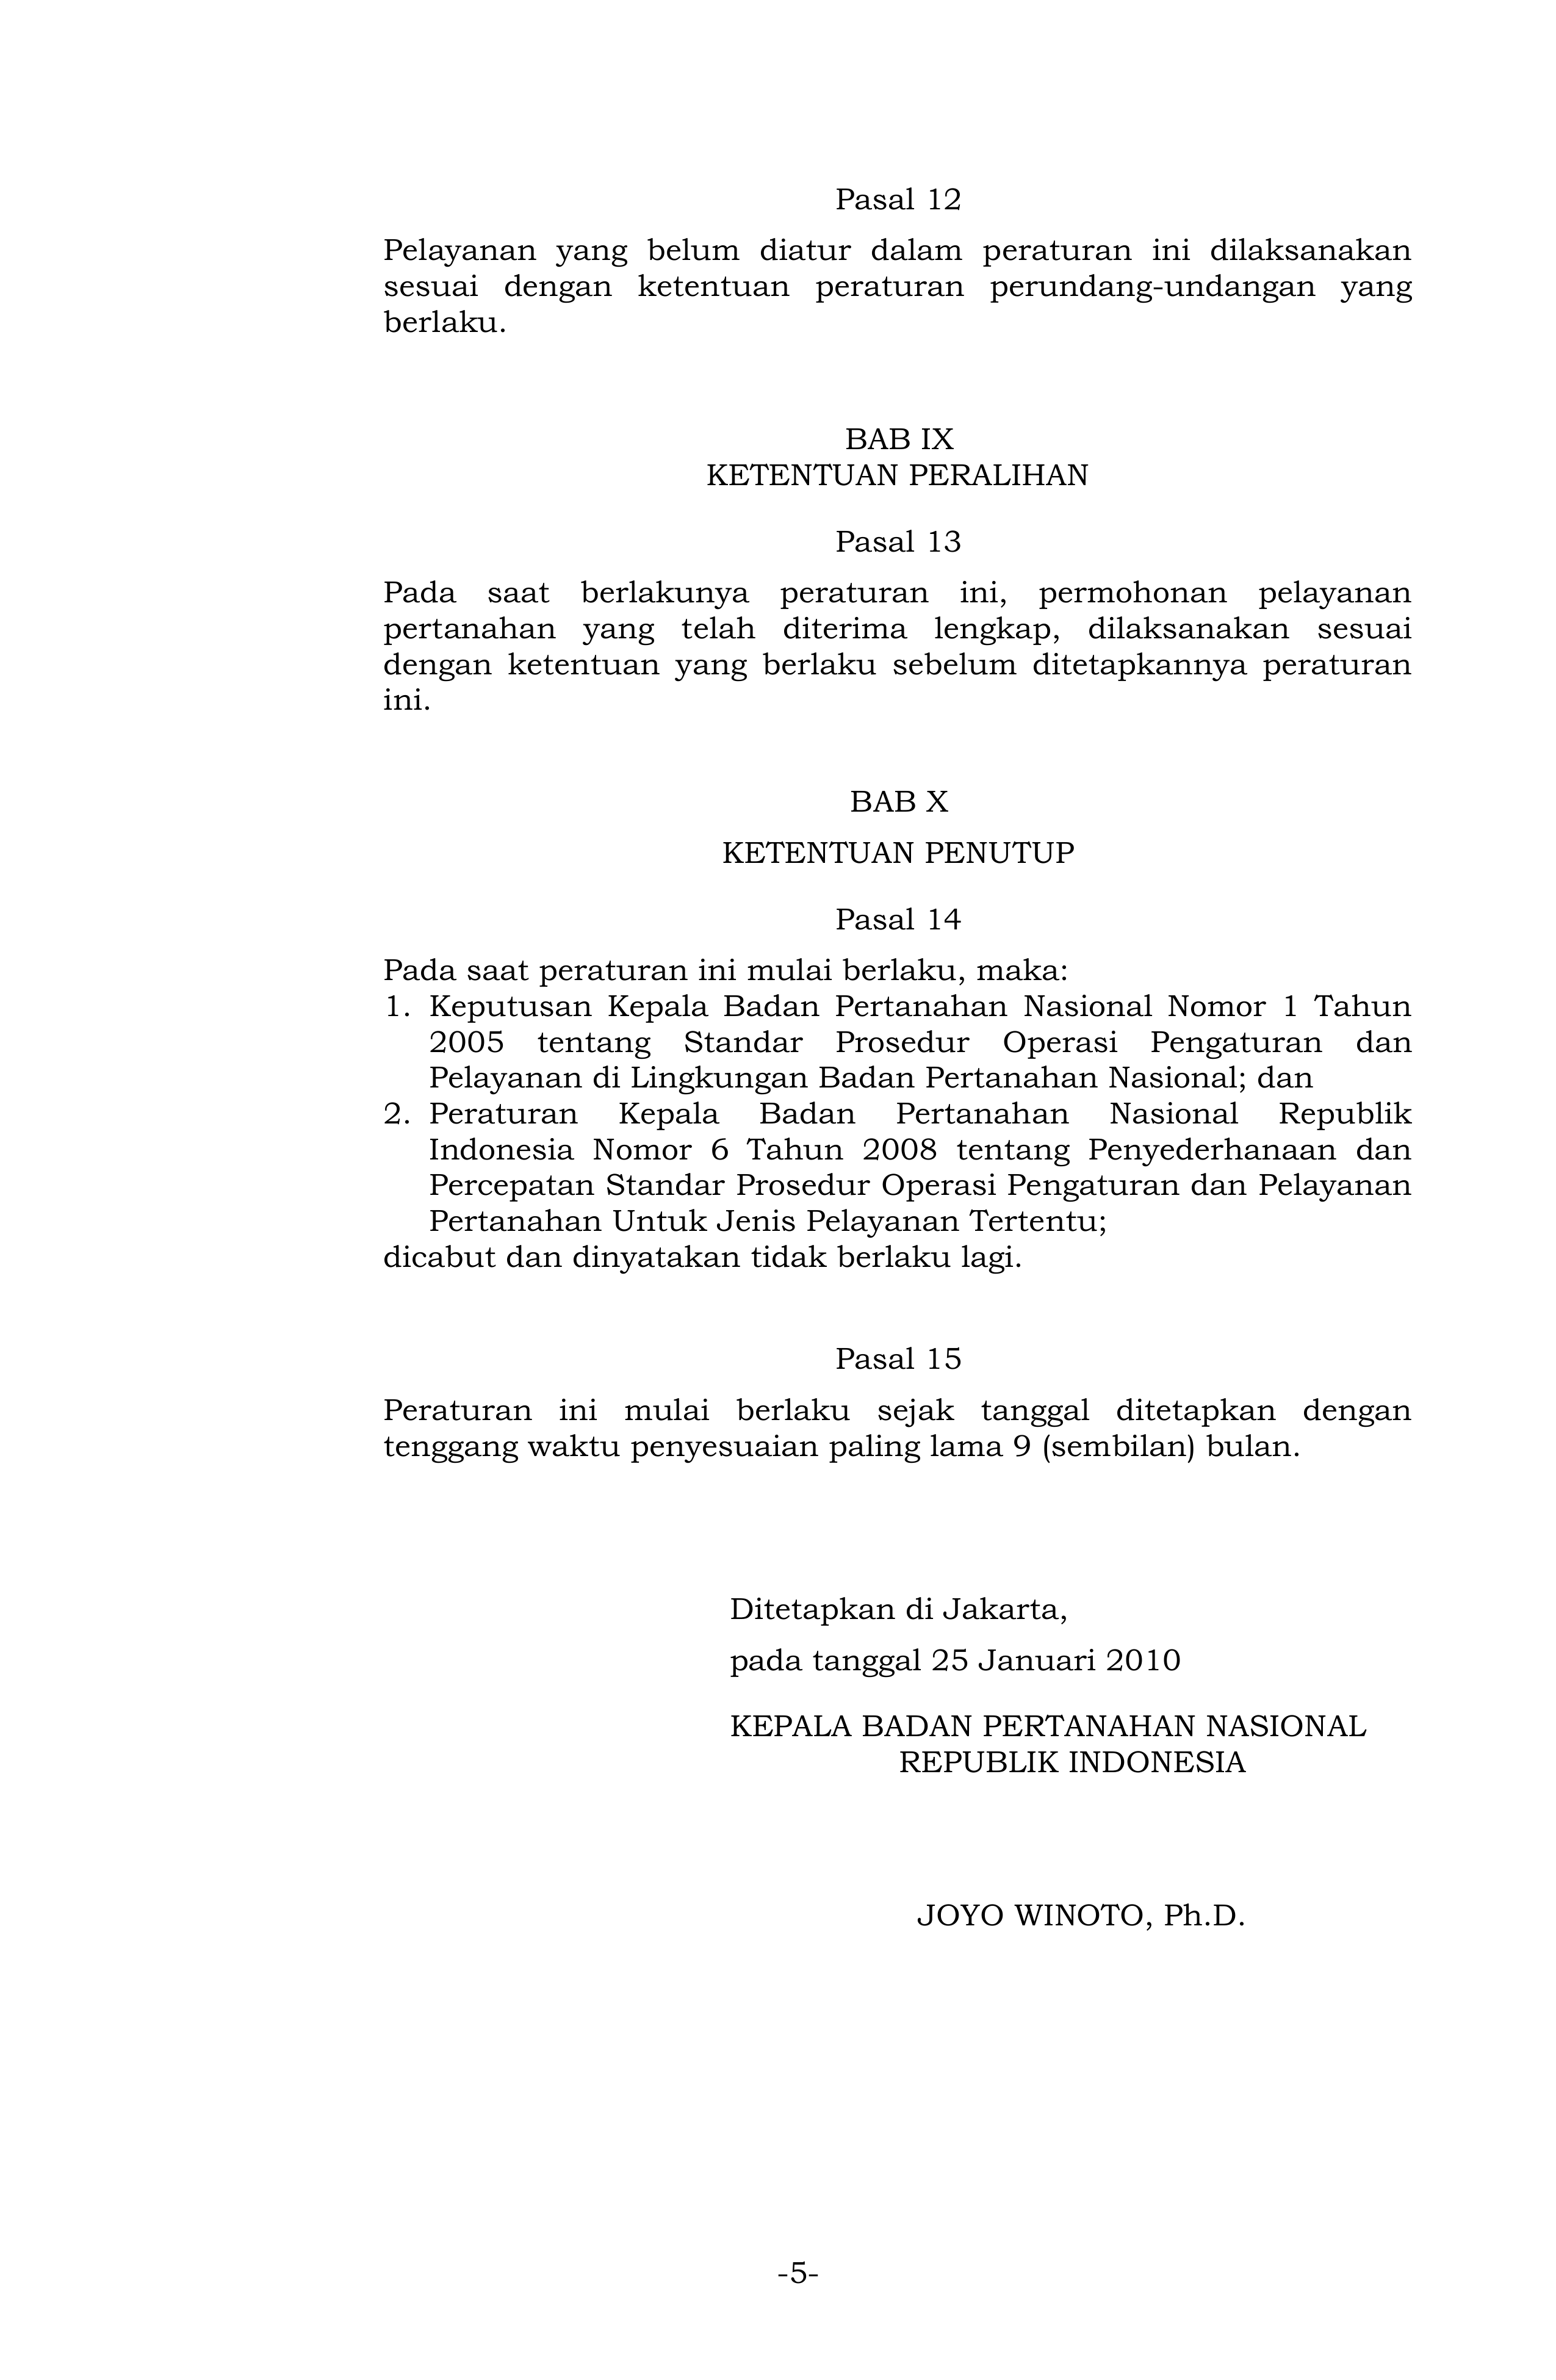 Pasal 12
Pelayanan yang belum diatur dalam peraturan ini dilaksanakan
sesuai dengan ketentuan peraturan perundang-undangan yang
berlaku.
BAB IX
KETENTUAN PERALIHAN
Pasal 13
Pada saat berlakunya peraturan ini, permohonan pelayanan
pertanahan yang telah diterima lengkap, dilaksanakan sesuai
dengan ketentuan yang berlaku sebelum ditetapkannya peraturan
ini.
BAB X
KETENTUAN PENUTUP
Pasal 14
Pada saat peraturan ini mulai berlaku, maka:
1. Keputusan Kepala Badan Pertanahan Nasional Nomor 1 Tahun
2005 tentang Standar Prosedur Operasi Pengaturan dan
Pelayanan di Lingkungan Badan Pertanahan Nasional; dan
2. Peraturan Kepala Badan Pertanahan Nasional Republik
Indonesia Nomor 6 Tahun 2008 tentang Penyederhanaan dan
Percepatan Standar Prosedur Operasi Pengaturan dan Pelayanan
Pertanahan Untuk Jenis Pelayanan Tertentu;
dicabut dan dinyatakan tidak berlaku lagi.
Pasal 15
Peraturan ini mulai berlaku sejak tanggal ditetapkan dengan
tenggang waktu penyesuaian paling lama 9 (sembilan) bulan.
Ditetapkan di Jakarta,
pada tanggal 25 Januari 2010
KEPALA BADAN PERTANAHAN NASIONAL
REPUBLIK INDONESIA
JOYO WINOTO, Ph.D.
-5-